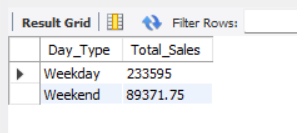 Result Grid Filter Rows:
Day_Type Total_Sales
Weekday 233595
Weekend 89371.75